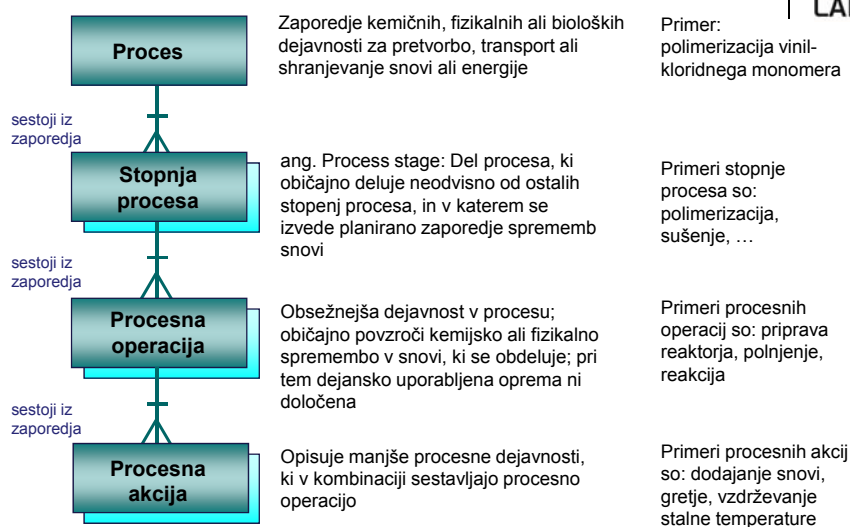 Proces
Zaporedje kemičnih, fizikalnih ali bioloških
dejavnosti za pretvorbo, transport ali
shranjevanje snovi ali energije
Primer:
polimerizacija vinil-
kloridnega monomera
sestoji iz
zaporedja
Stopnja
procesa
ang. Process stage: Del procesa, ki
običajno deluje neodvisno od ostalih
stopenj procesa, in v katerem se
izvede planirano zaporedje sprememb
snovi
Primeri stopnje
procesa so:
polimerizacija,
sušenje, …
sestoji iz
zaporedja
Procesna
operacija
Obsežnejša dejavnost v procesu;
običajno povzroči kemijsko ali fizikalno
spremembo v snovi, ki se obdeluje; pri
tem dejansko uporabljena oprema ni
določena
Primeri procesnih
operacij so: priprava
reaktorja, polnjenje,
reakcija
sestoji iz
zaporedja
Procesna
akcija
Opisuje manjše procesne dejavnosti,
ki v kombinaciji sestavljajo procesno
operacijo
Primeri procesnih akcij
so: dodajanje snovi,
gretje, vzdrževanje
stalne temperature